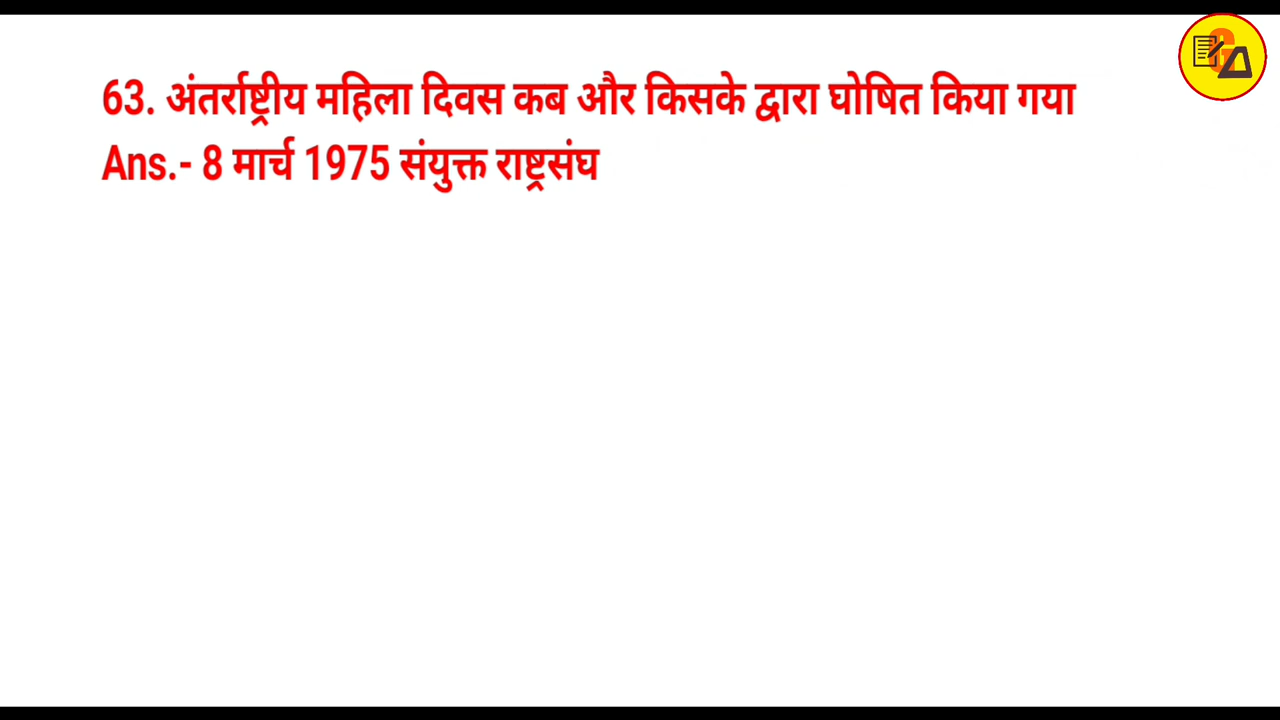 63. अंतर्राष्ट्रीय महिला दिवस कब और किसके द्वारा घोषित किया गया
Ans.- 8 मार्च 1975 संयुक्त राष्ट्रसंघ